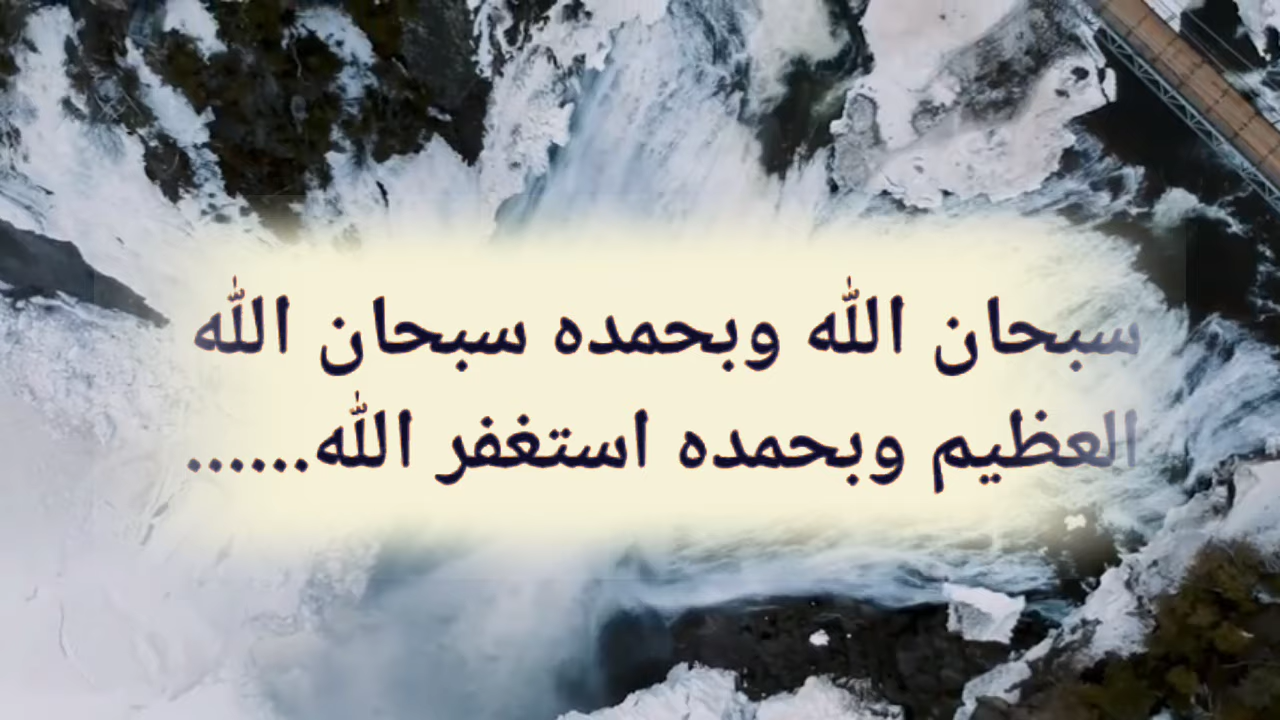 سبحان الله وبحمده سبحان الله
العظيم وبحمده استغفر الله......